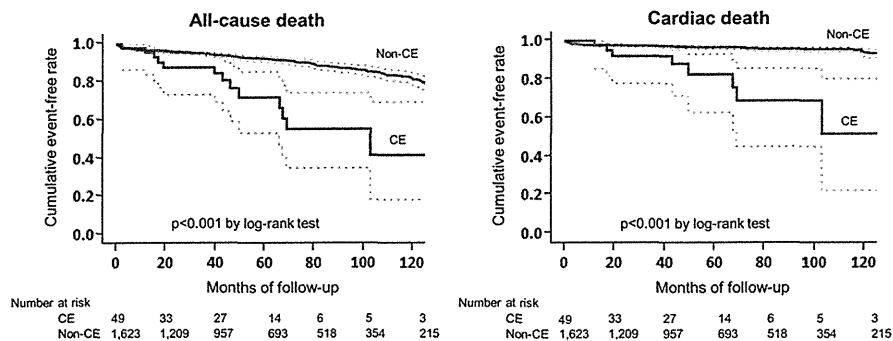 All-cause death
Cumulative event-free rate
1.0
0.8
0.6
0.4
0.2
0.0
Non-CE
CE
p<0.001 by log-rank test
0 20 40 60 80 100 120
Months of follow-up
Number at risk
CE 49 33 27 14 6 5 3
Non-CE 1,623 1,209 957 693 518 354 215
Cardiac death
Cumulative event-free rate
1.0
0.8
0.6
0.4
0.2
0.0
Non-CE
CE
p<0.001 by log-rank test
0 20 40 60 80 100 120
Months of follow-up
Number at risk
CE 49 33 27 14 6 5 3
Non-CE 1,623 1,209 957 693 518 354 215